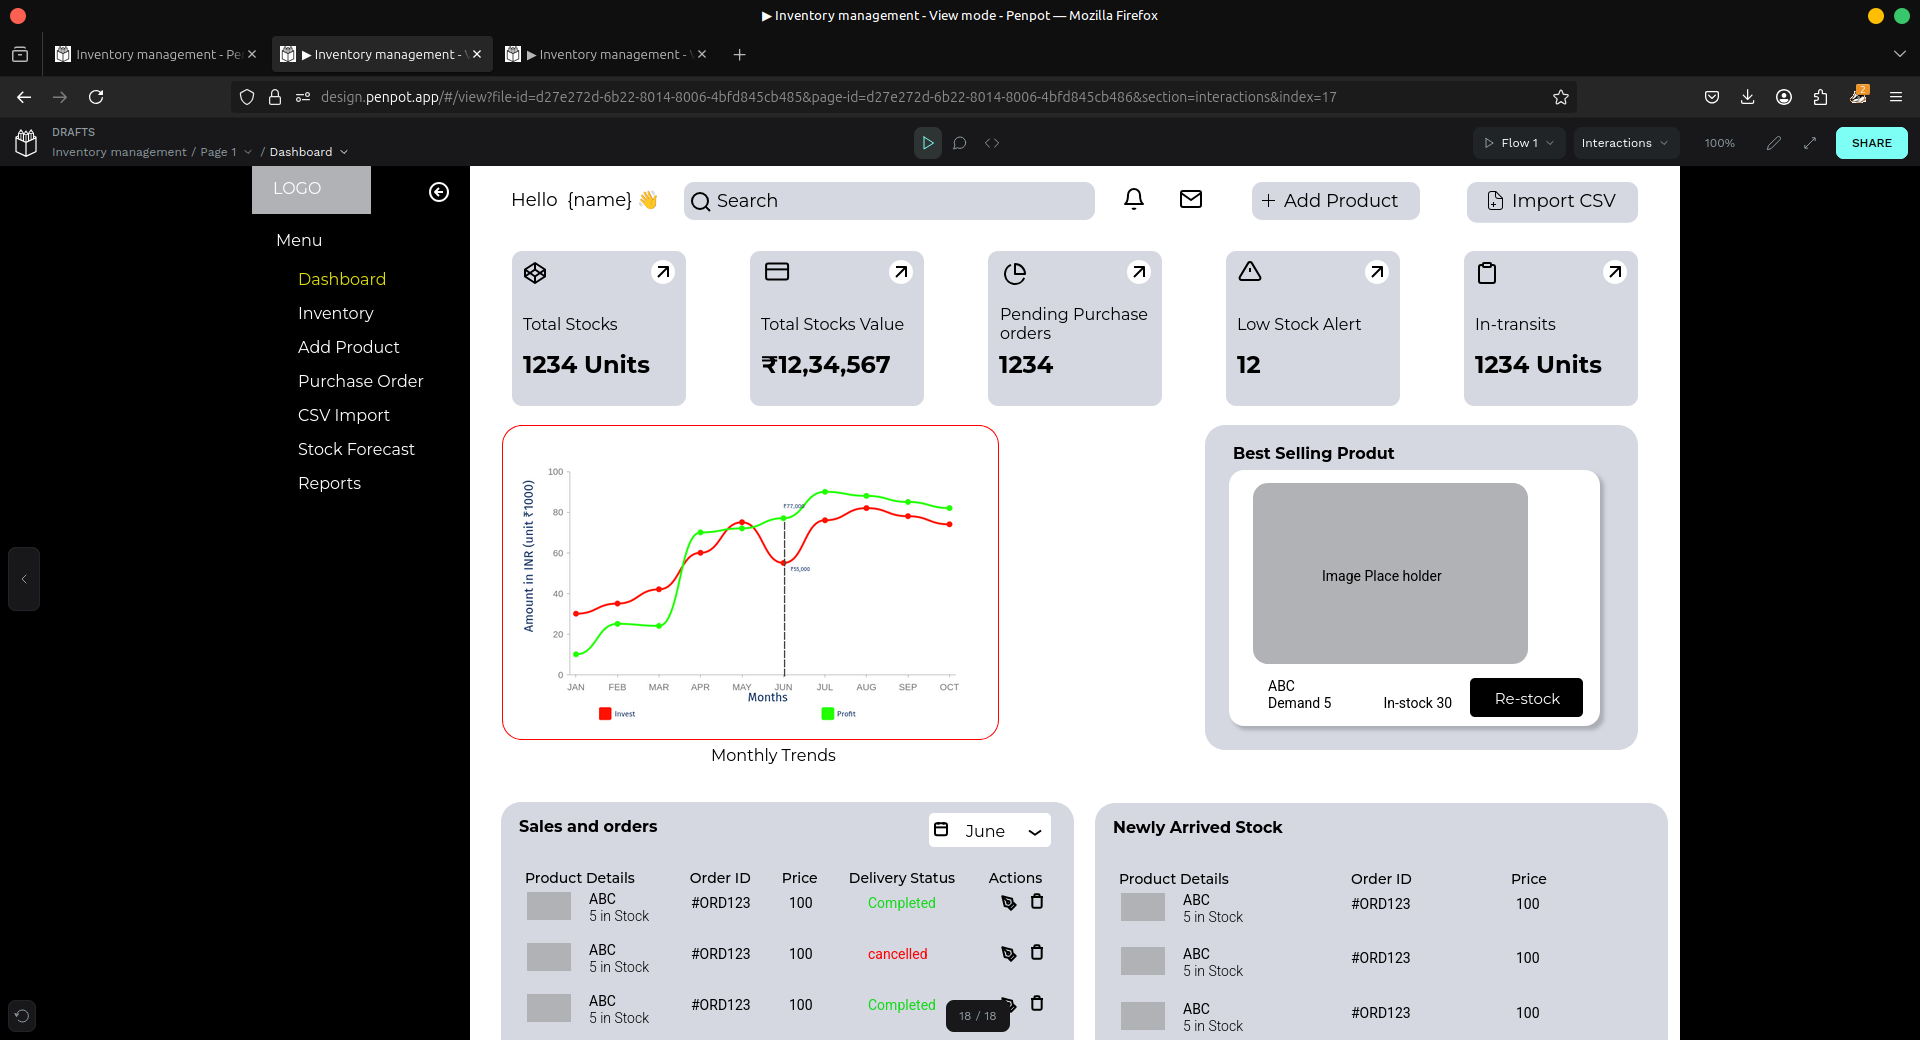 ▶ Inventory management - View mode - Penpot — Mozilla Firefox
Inventory management - Pe
▶ Inventory management -
▶ Inventory management -
design.penpot.app/#/view?file-id=d27e272d-6b22-8014-8006-4bfd845cb485&page-id=d27e272d-6b22-8014-8006-4bfd845cb486&section=interactions&index=17
2
DRAFTS
Inventory management / Page 1 / Dashboard
Flow 1
Interactions
100%
SHARE
LOGO
Menu
Dashboard
Inventory
Add Product
Purchase Order
CSV Import
Stock Forecast
Reports
Hello {name} 👋
Search
Add Product
Import CSV
Total Stocks
1234 Units
Total Stocks Value
₹12,34,567
Pending Purchase
orders
1234
Low Stock Alert
12
In-transits
1234 Units
Amount in INR (unit ₹1000)
100
80
60
40
20
0
₹77,000
₹55,000
JAN FEB MAR APR MAY JUN JUL AUG SEP OCT
Months
Invest
Profit
Monthly Trends
Best Selling Produt
Image Place holder
ABC
Demand 5
In-stock 30
Re-stock
Sales and orders
June
Product Details Order ID Price Delivery Status Actions
ABC
5 in Stock
#ORD123 100 Completed
ABC
5 in Stock
#ORD123 100 cancelled
ABC
5 in Stock
#ORD123 100 Completed
18 / 18
Newly Arrived Stock
Product Details Order ID Price
ABC
5 in Stock
#ORD123 100
ABC
5 in Stock
#ORD123 100
ABC
5 in Stock
#ORD123 100